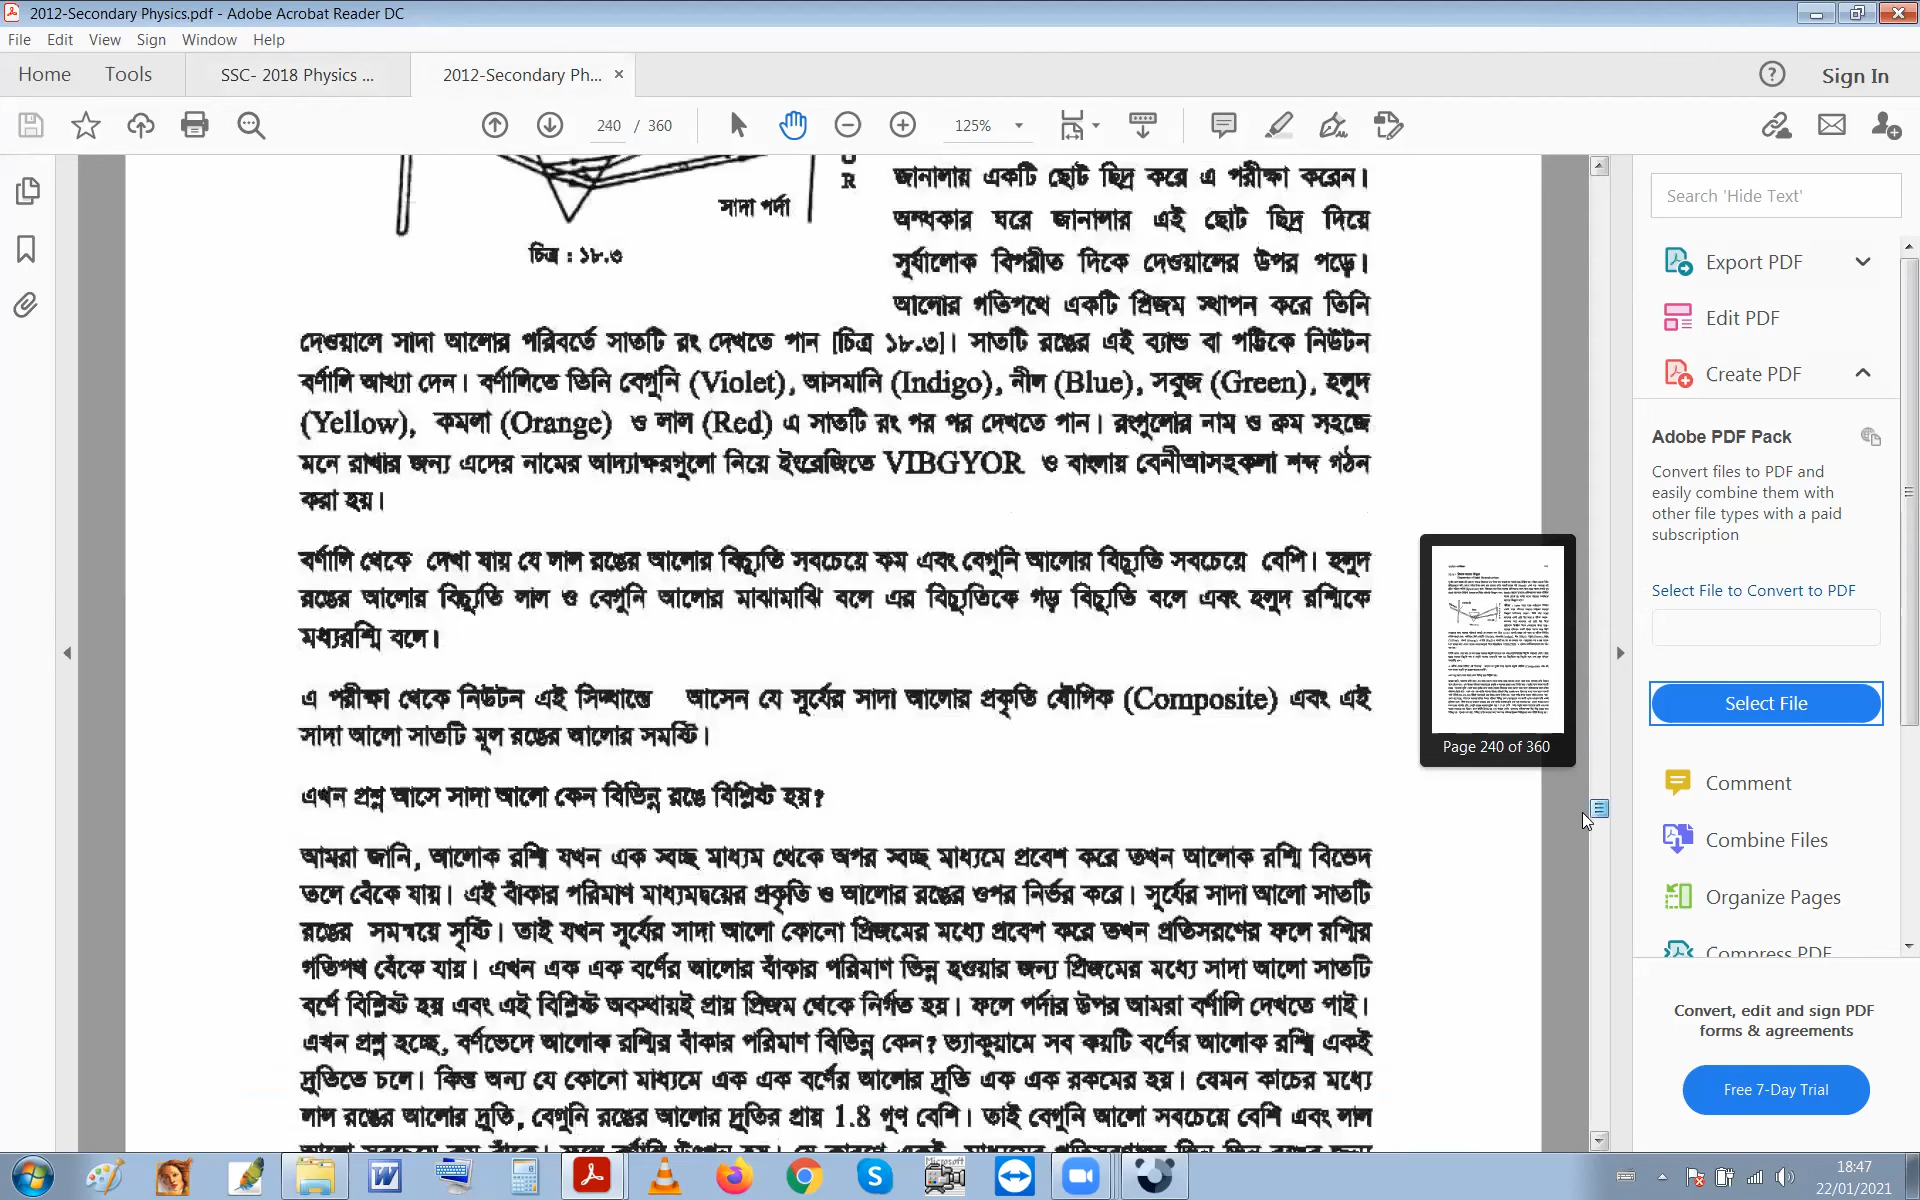 2012-Secondary Physics.pdf - Adobe Acrobat Reader DC
File Edit View Sign Window Help
Home Tools SSC- 2018 Physics ... 2012-Secondary Ph... × Sign In
240 / 360 125%
U
R
সাদা পর্দা
চিত্র : ১৮.৩
জানালায় একটি ছোট ছিদ্র করে এ পরীক্ষা করেন।
অন্ধকার ঘরে জানালার এই ছোট ছিদ্র দিয়ে
সূর্যালোক বিপরীত দিকে দেওয়ালের উপর পড়ে।
আলোর গতিপথে একটি প্রিজম স্থাপন করে তিনি
দেওয়ালে সাদা আলোর পরিবর্তে সাতটি রং দেখতে পান [চিত্র ১৮.৩]। সাতটি রঙের এই ব্যান্ড বা পট্টিকে নিউটন
বর্ণালি আখ্যা দেন। বর্ণালিতে তিনি বেগুনি (Violet), আসমানি (Indigo), নীল (Blue), সবুজ (Green), হলুদ
(Yellow), কমলা (Orange) ও লাল (Red) এ সাতটি রং পর পর দেখতে পান। রংগুলোর নাম ও ক্রম সহজে
মনে রাখার জন্য এদের নামের আদ্যাক্ষরগুলো নিয়ে ইংরেজিতে VIBGYOR ও বাংলায় বেনীআসহকলা শব্দ গঠন
করা হয়।
বর্ণালি থেকে দেখা যায় যে লাল রঙের আলোর বিচ্যুতি সবচেয়ে কম এবং বেগুনি আলোর বিচ্যুতি সবচেয়ে বেশি। হলুদ
রঙের আলোর বিচ্যুতি লাল ও বেগুনি আলোর মাঝামাঝি বলে এর বিচ্যুতিকে গড় বিচ্যুতি বলে এবং হলুদ রশ্মিকে
মধ্যরশ্মি বলে।
এ পরীক্ষা থেকে নিউটন এই সিদ্ধান্তে আসেন যে সূর্যের সাদা আলোর প্রকৃতি যৌগিক (Composite) এবং এই
সাদা আলো সাতটি মূল রঙের আলোর সমষ্টি।
এখন প্রশ্ন আসে সাদা আলো কেন বিভিন্ন রঙে বিশ্লিষ্ট হয়?
আমরা জানি, আলোক রশ্মি যখন এক স্বচ্ছ মাধ্যম থেকে অপর স্বচ্ছ মাধ্যমে প্রবেশ করে তখন আলোক রশ্মি বিভেদ
তলে বেঁকে যায়। এই বাঁকার পরিমাণ মাধ্যমদ্বয়ের প্রকৃতি ও আলোর রঙের ওপর নির্ভর করে। সূর্যের সাদা আলো সাতটি
রঙের সমন্বয়ে সৃষ্টি। তাই যখন সূর্যের সাদা আলো কোনো প্রিজমের মধ্যে প্রবেশ করে তখন প্রতিসরণের ফলে রশ্মির
গতিপথ বেঁকে যায়। এখন এক এক বর্ণের আলোর বাঁকার পরিমাণ ভিন্ন হওয়ার জন্য প্রিজমের মধ্যে সাদা আলো সাতটি
বর্ণে বিশ্লিষ্ট হয় এবং এই বিশ্লিষ্ট অবস্থায়ই প্রায় প্রিজম থেকে নির্গত হয়। ফলে পর্দার উপর আমরা বর্ণালি দেখতে পাই।
এখন প্রশ্ন হচ্ছে, বর্ণভেদে আলোক রশ্মির বাঁকার পরিমাণ বিভিন্ন কেন? ভ্যাকুয়ামে সব কয়টি বর্ণের আলোক রশ্মি একই
দ্রুতিতে চলে। কিন্তু অন্য যে কোনো মাধ্যমে এক এক বর্ণের আলোর দ্রুতি এক এক রকমের হয়। যেমন কাচের মধ্যে
লাল রঙের আলোর দ্রুতি, বেগুনি রঙের আলোর দ্রুতির প্রায় 1.8 গুণ বেশি। তাই বেগুনি আলো সবচেয়ে বেশি এবং লাল
Page 240 of 360
Search 'Hide Text'
Export PDF
Edit PDF
Create PDF
Adobe PDF Pack
Convert files to PDF and
easily combine them with
other file types with a paid
subscription
Select File to Convert to PDF
Select File
Comment
Combine Files
Organize Pages
Compress PDF
Convert, edit and sign PDF
forms & agreements
Free 7-Day Trial
Microsoft
18:47
22/01/2021